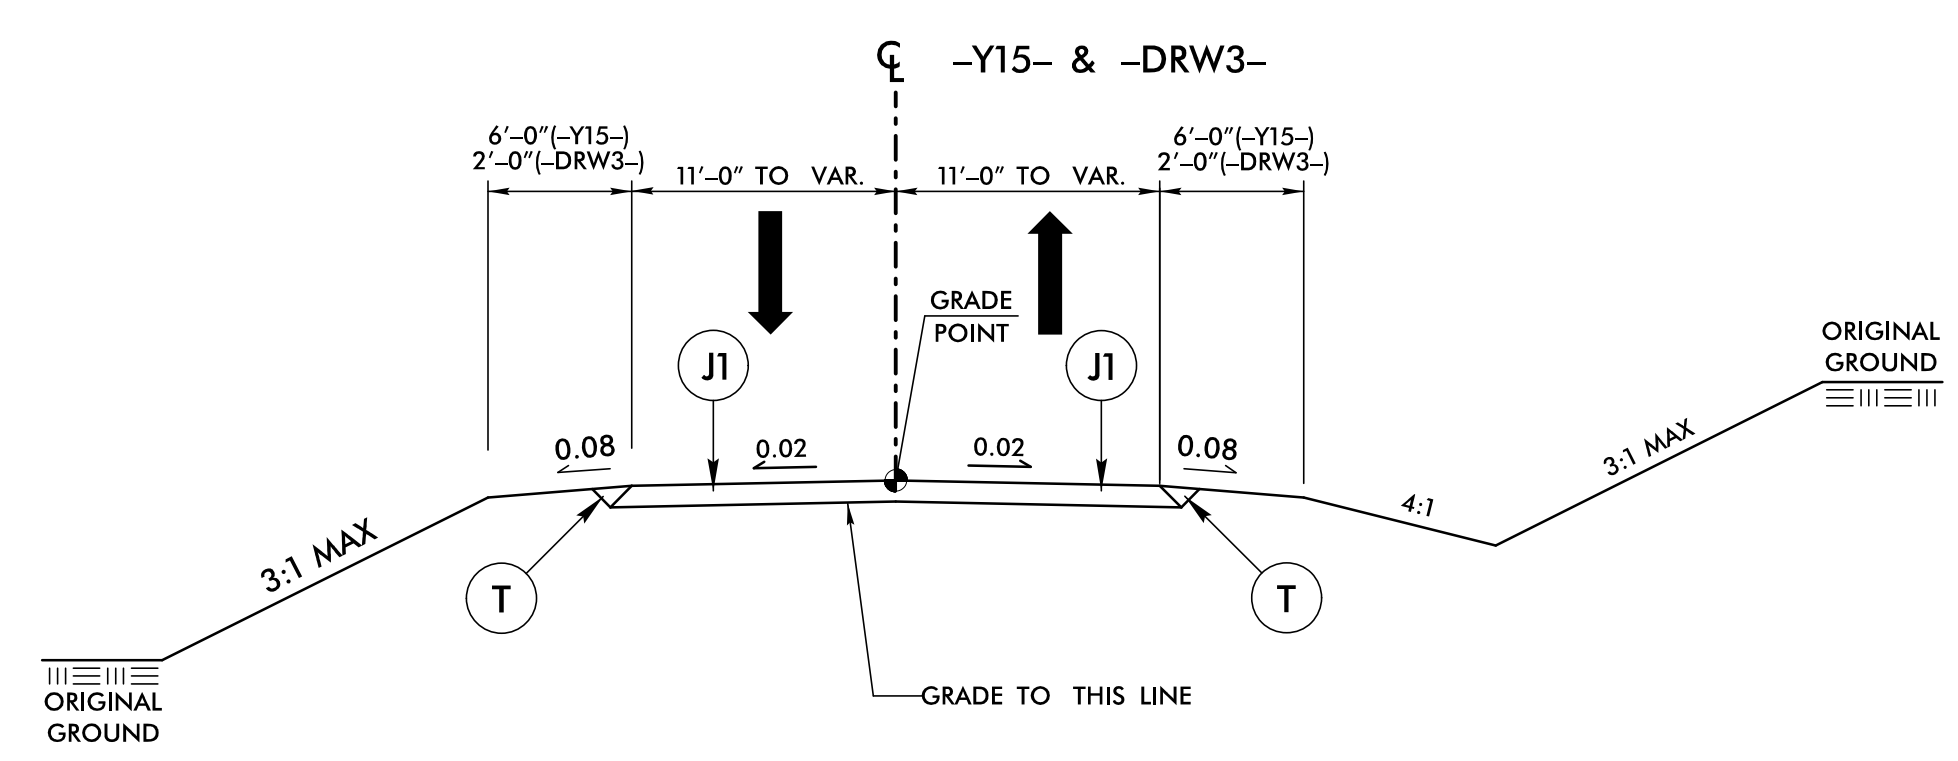 ℄ –Y15– & –DRW3–
6'–0"(–Y15–)
2'–0"(–DRW3–)
11'–0" TO VAR.
11'–0" TO VAR.
6'–0"(–Y15–)
2'–0"(–DRW3–)
GRADE
POINT
J1
J1
ORIGINAL
GROUND
0.08
0.02
0.02
0.08
3:1 MAX
4:1
3:1 MAX
T
T
GRADE TO THIS LINE
ORIGINAL
GROUND